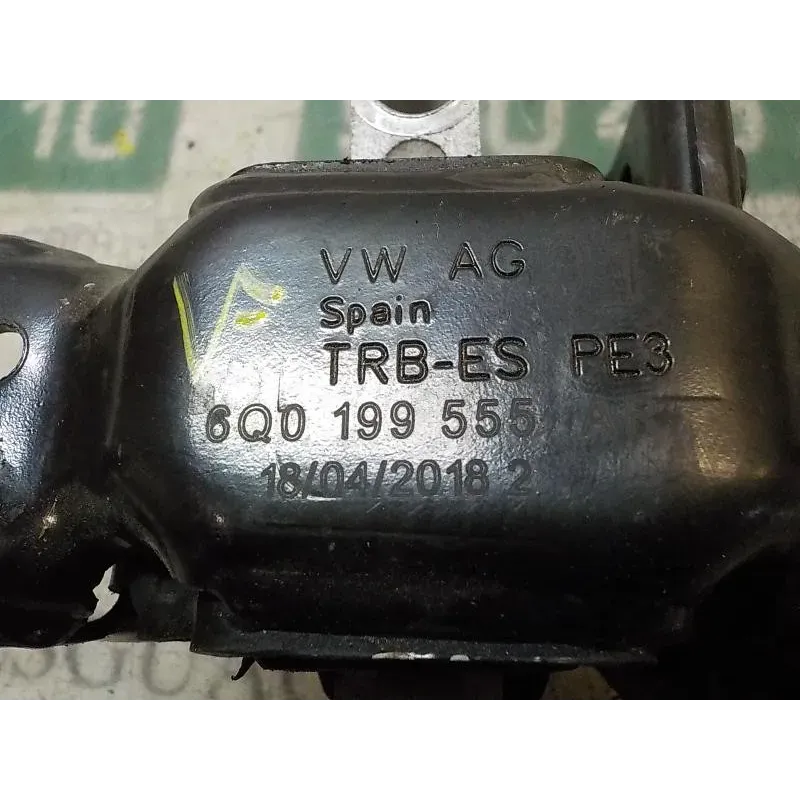 VW AG
Spain
TRB-ES PE3
6Q0 199 555
18/04/2018 2